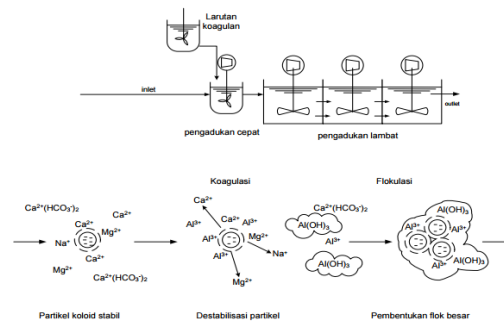 Larutan
koagulan
inlet
outlet
pengadukan cepat
pengadukan lambat
Koagulasi
Flokulasi
Ca²⁺(HCO₃⁻)₂
Ca²⁺
Ca²⁺
Na⁺
Mg²⁺
Ca²⁺
Mg²⁺
Ca²⁺(HCO₃⁻)₂
Ca²⁺
Al³⁺
Ca²⁺
Al³⁺
Al³⁺
Mg²⁺
Al³⁺
Na⁺
Mg²⁺
Ca²⁺(HCO₃⁻)₂
Al(OH)₃
Al³⁺
Al(OH)₃
Al(OH)₃
Al³⁺
Al³⁺
Al³⁺
Al(OH)₃
Partikel koloid stabil
Destabilisasi partikel
Pembentukan flok besar